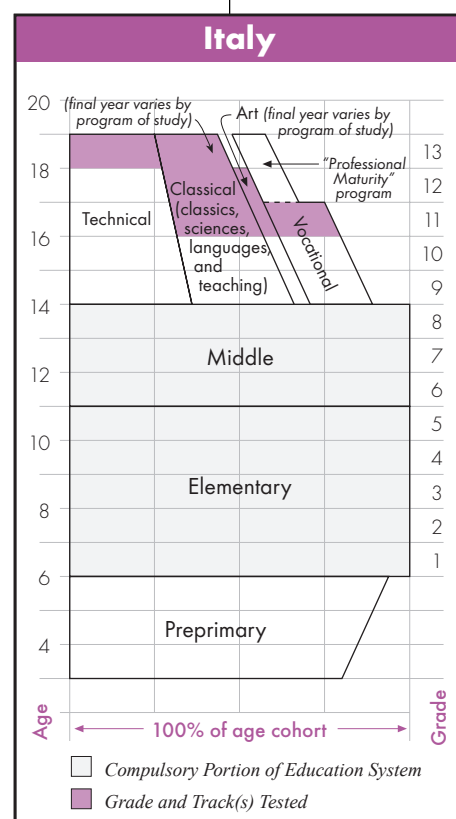 Italy
20
18
16
14
12
10
8
6
4
Age
(final year varies by
program of study)
Art (final year varies by
program of study)
"Professional
Maturity"
program
Technical
Classical
(classics,
sciences,
languages,
and
teaching)
Vocational
Middle
Elementary
Preprimary
13
12
11
10
9
8
7
6
5
4
3
2
1
Grade
100% of age cohort
Compulsory Portion of Education System
Grade and Track(s) Tested